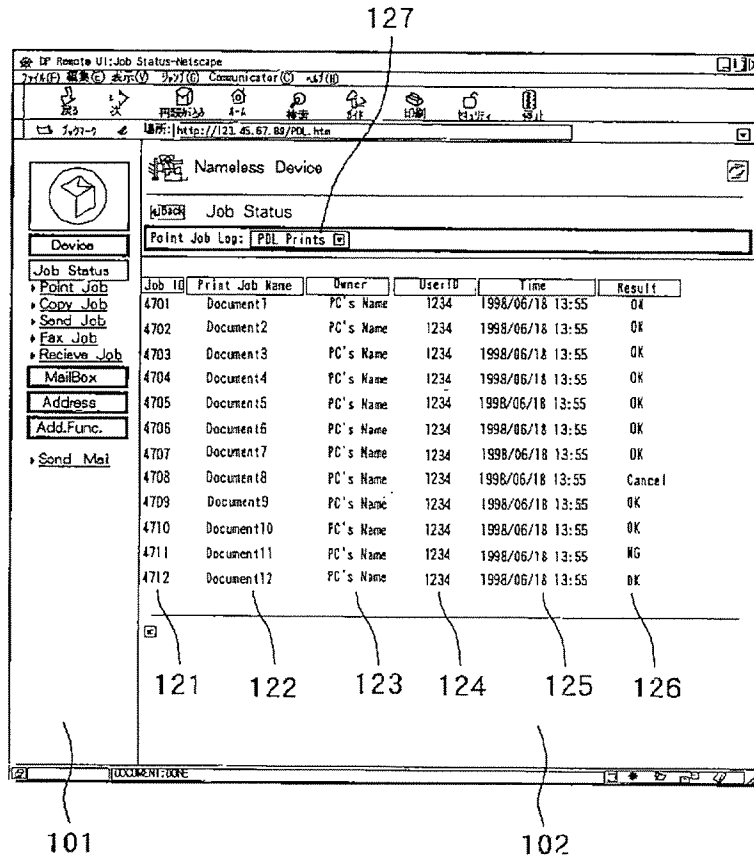 127
DP Remote UI:Job Status-Netscape
ファイル(F) 編集(E) 表示(V) ジャンプ(G) Communicator(C) ヘルプ(H)
戻る 次 再読み込み ホーム 検索 ガイド 印刷 セキュリティ 停止
ブックマーク 場所: http://123.45.67.89/PDL.htm
Nameless Device
Back Job Status
Point Job Log: PDL Prints
Device
Job Status
Point Job
Copy Job
Send Job
Fax Job
Recieve Job
MailBox
Address
Add.Func.
Send Mai
Job ID Print Job Name Owner UserID Time Result
4701 Document1 PC's Name 1234 1998/06/18 13:55 OK
4702 Document2 PC's Name 1234 1998/06/18 13:55 OK
4703 Document3 PC's Name 1234 1998/06/18 13:55 OK
4704 Document4 PC's Name 1234 1998/06/18 13:55 OK
4705 Document5 PC's Name 1234 1998/06/18 13:55 OK
4706 Document6 PC's Name 1234 1998/06/18 13:55 OK
4707 Document7 PC's Name 1234 1998/06/18 13:55 OK
4708 Document8 PC's Name 1234 1998/06/18 13:55 Cancel
4709 Document9 PC's Name 1234 1998/06/18 13:55 OK
4710 Document10 PC's Name 1234 1998/06/18 13:55 OK
4711 Document11 PC's Name 1234 1998/06/18 13:55 NG
4712 Document12 PC's Name 1234 1998/06/18 13:55 OK
121 122 123 124 125 126
DOCUMENT:DONE
101 102